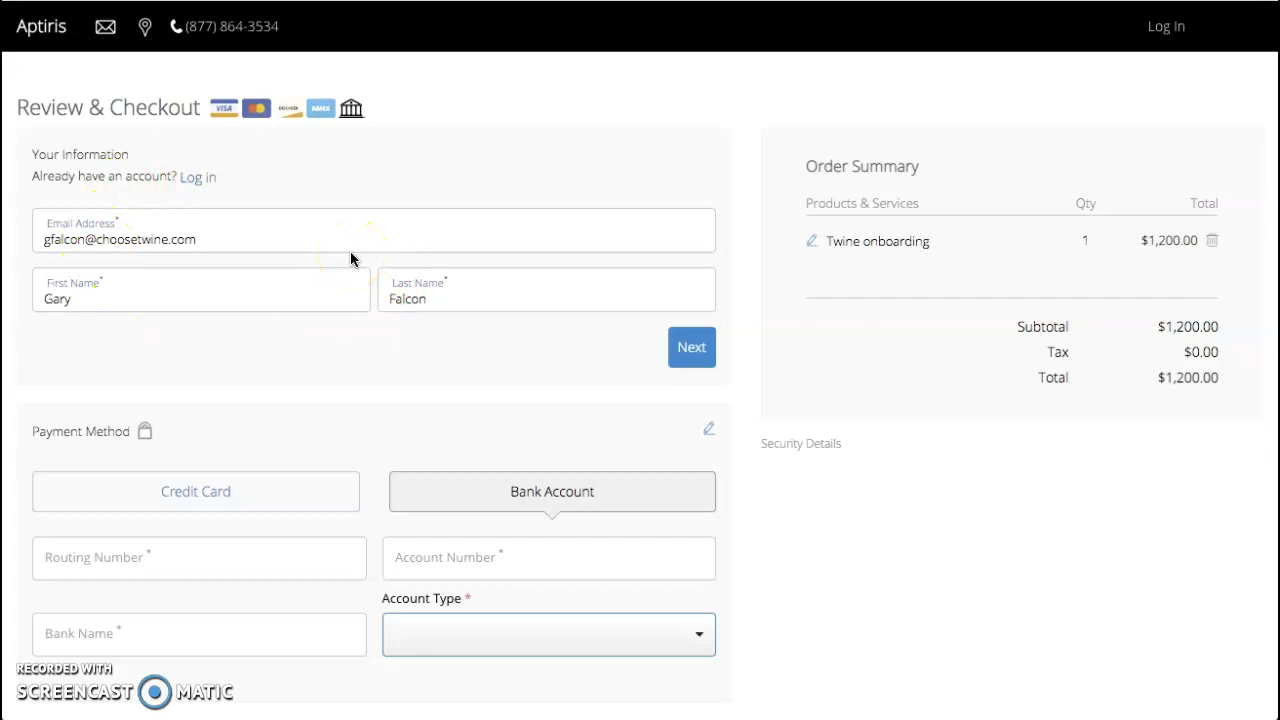 Aptiris (877) 864-3534 Log In
Review & Checkout VISA DISCOVER AMEX
Your Information
Already have an account? Log in
Email Address*
gfalcon@choosetwine.com
First Name*
Gary
Last Name*
Falcon
Next
Order Summary
Products & Services Qty Total
Twine onboarding 1 $1,200.00
Subtotal $1,200.00
Tax $0.00
Total $1,200.00
Security Details
Payment Method
Credit Card Bank Account
Routing Number* Account Number*
Account Type *
Bank Name*
RECORDED WITH
SCREENCAST MATIC